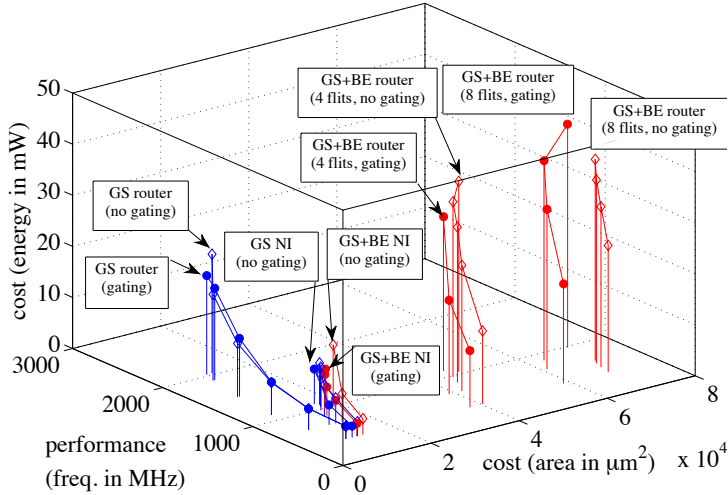 50
40
30
20
10
0
cost (energy in mW)
3000
2000
1000
0
performance
(freq. in MHz)
0
2
4
6
8
x 10⁴
cost (area in μm²)
GS router
(no gating)
GS router
(gating)
GS NI
(no gating)
GS+BE NI
(no gating)
GS+BE NI
(gating)
GS+BE router
(4 flits, no gating)
GS+BE router
(4 flits, gating)
GS+BE router
(8 flits, gating)
GS+BE router
(8 flits, no gating)